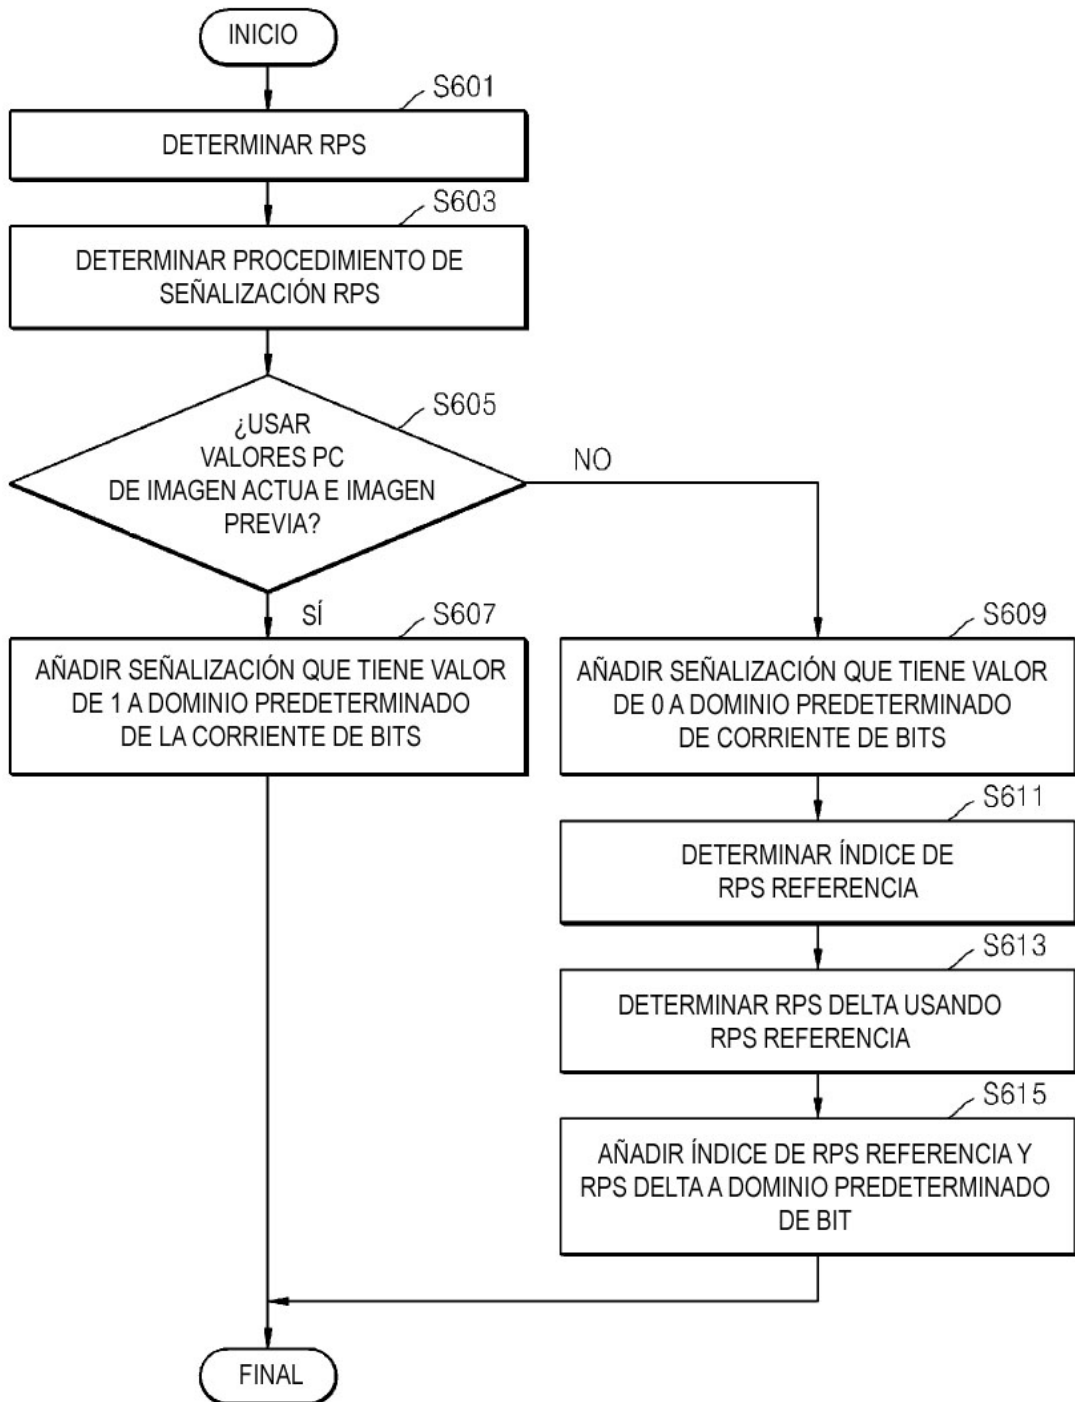 INICIO
S601
DETERMINAR RPS
S603
DETERMINAR PROCEDIMIENTO DE
SEÑALIZACIÓN RPS
S605
¿USAR
VALORES PC
DE IMAGEN ACTUA E IMAGEN
PREVIA?
NO
SÍ
S607
AÑADIR SEÑALIZACIÓN QUE TIENE VALOR
DE 1 A DOMINIO PREDETERMINADO
DE LA CORRIENTE DE BITS
S609
AÑADIR SEÑALIZACIÓN QUE TIENE VALOR
DE 0 A DOMINIO PREDETERMINADO
DE CORRIENTE DE BITS
S611
DETERMINAR ÍNDICE DE
RPS REFERENCIA
S613
DETERMINAR RPS DELTA USANDO
RPS REFERENCIA
S615
AÑADIR ÍNDICE DE RPS REFERENCIA Y
RPS DELTA A DOMINIO PREDETERMINADO
DE BIT
FINAL